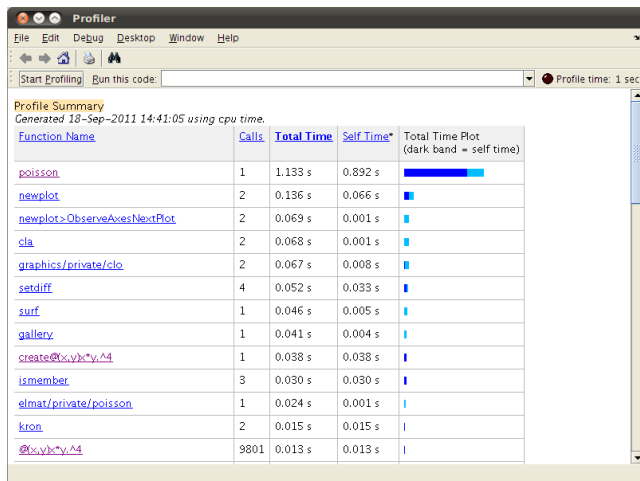 Profiler
File Edit Debug Desktop Window Help
Start Profiling Run this code: Profile time: 1 sec
Profile Summary
Generated 18-Sep-2011 14:41:05 using cpu time.
Function Name Calls Total Time Self Time* Total Time Plot
(dark band = self time)
poisson 1 1.133 s 0.892 s
newplot 2 0.136 s 0.066 s
newplot>ObserveAxesNextPlot 2 0.069 s 0.001 s
cla 2 0.068 s 0.001 s
graphics/private/clo 2 0.067 s 0.008 s
setdiff 4 0.052 s 0.033 s
surf 1 0.046 s 0.005 s
gallery 1 0.041 s 0.004 s
create@(x,y)x*y.^4 1 0.038 s 0.038 s
ismember 3 0.030 s 0.030 s
elmat/private/poisson 1 0.024 s 0.001 s
kron 2 0.015 s 0.015 s
@(x,y)x*y.^4 9801 0.013 s 0.013 s